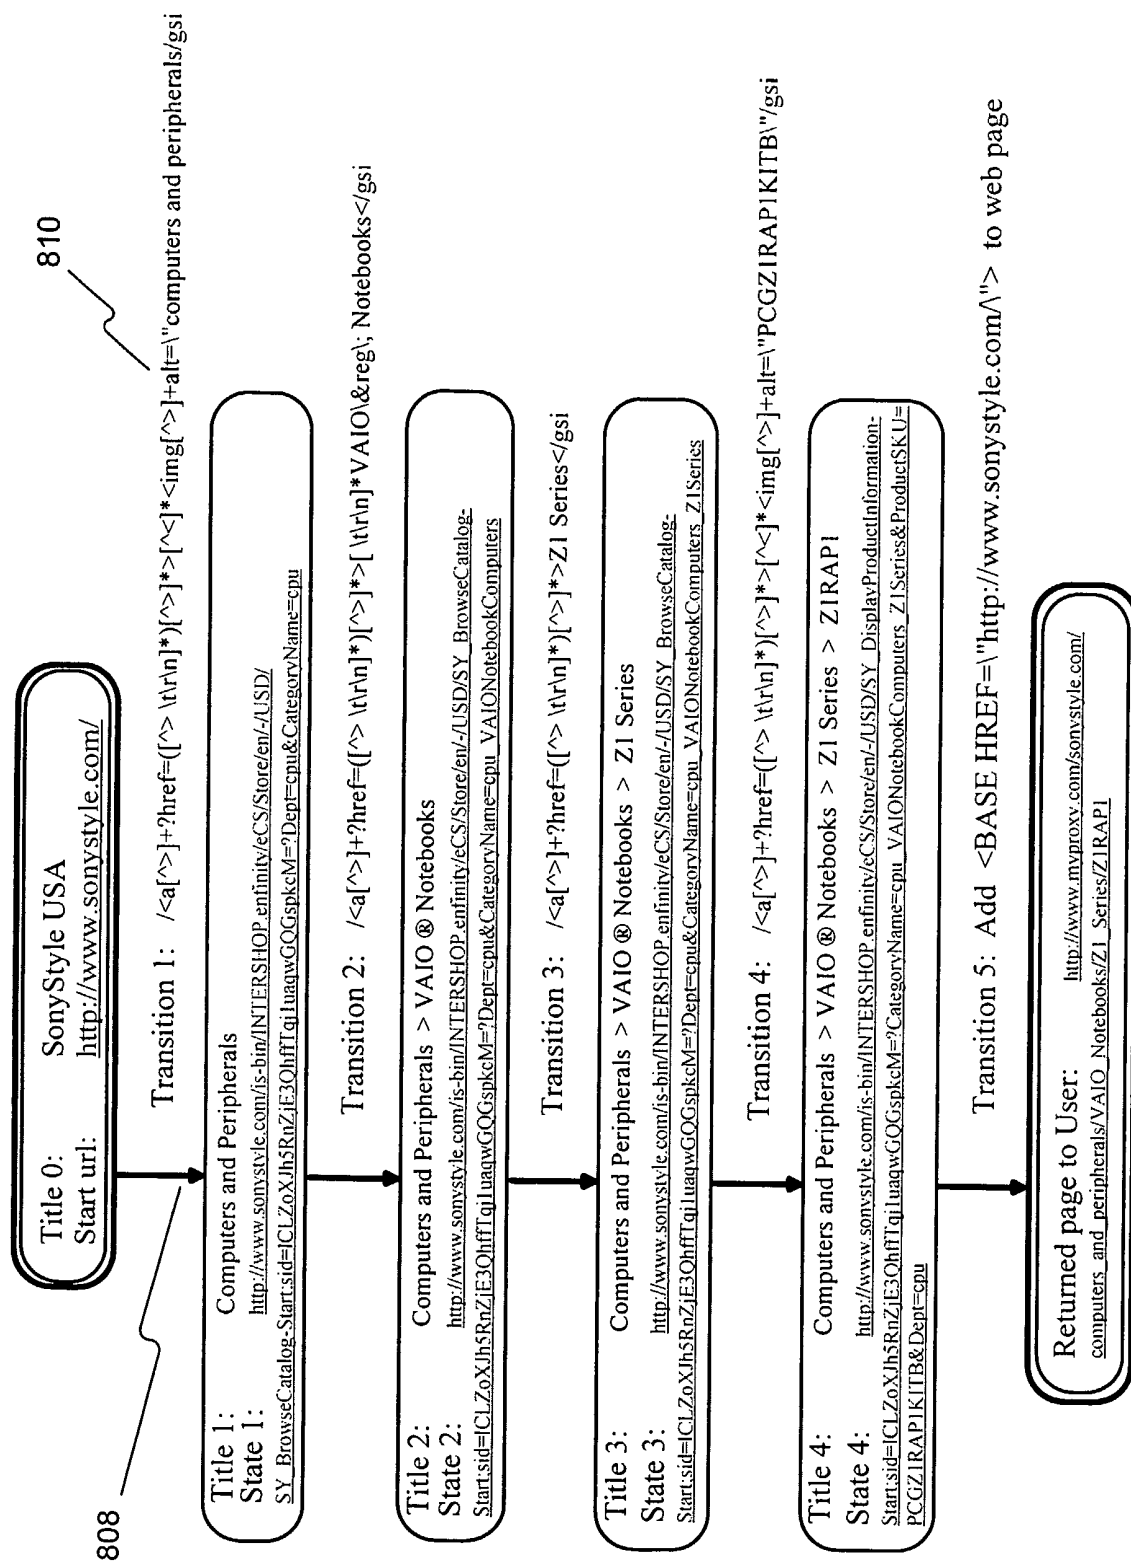 Title 0: SonyStyle USA
Start url: http://www.sonystyle.com/
808
810
Transition 1: /<a[^>]+?href=([^> \t\r\n]*)[^>]*>[^<]*<img[^>]+alt=\"computers and peripherals/gsi
Title 1: Computers and Peripherals
State 1: http://www.sonystyle.com/is-bin/INTERSHOP.enfinity/eCS/Store/en/-/USD/
SY_BrowseCatalog-Start;sid=ICLZoXJh5RnZjE3QhffTqj1uaqwGQGspkcM=?Dept=cpu&CategoryName=cpu
Transition 2: /<a[^>]+?href=([^> \t\r\n]*)[^>]*>[ \t\r\n]*VAIO\&reg\; Notebooks</gsi
Title 2: Computers and Peripherals > VAIO ® Notebooks
State 2: http://www.sonystyle.com/is-bin/INTERSHOP.enfinity/eCS/Store/en/-/USD/SY_BrowseCatalog-
Start;sid=ICLZoXJh5RnZjE3QhffTqj1uaqwGQGspkcM=?Dept=cpu&CategoryName=cpu_VAIONotebookComputers
Transition 3: /<a[^>]+?href=([^> \t\r\n]*)[^>]*>Z1 Series</gsi
Title 3: Computers and Peripherals > VAIO ® Notebooks > Z1 Series
State 3: http://www.sonystyle.com/is-bin/INTERSHOP.enfinity/eCS/Store/en/-/USD/SY_BrowseCatalog-
Start;sid=ICLZoXJh5RnZjE3QhffTqj1uaqwGQGspkcM=?Dept=cpu&CategoryName=cpu_VAIONotebookComputers_Z1Series
Transition 4: /<a[^>]+?href=([^> \t\r\n]*)[^>]*>[^<]*<img[^>]+alt=\"PCGZ1RAP1KITB\"/gsi
Title 4: Computers and Peripherals > VAIO ® Notebooks > Z1 Series > Z1RAP1
State 4: http://www.sonystyle.com/is-bin/INTERSHOP.enfinity/eCS/Store/en/-/USD/SY_DisplayProductInformation-
Start;sid=ICLZoXJh5RnZjE3QhffTqj1uaqwGQGspkcM=?CategoryName=cpu_VAIONotebookComputers_Z1Series&ProductSKU=
PCGZ1RAP1KITB&Dept=cpu
Transition 5: Add <BASE HREF=\"http://www.sonystyle.com/\"> to web page
Returned page to User: http://www.myproxy.com/sonystyle.com/
computers_and_peripherals/VAIO_Notebooks/Z1_Series/Z1RAP1